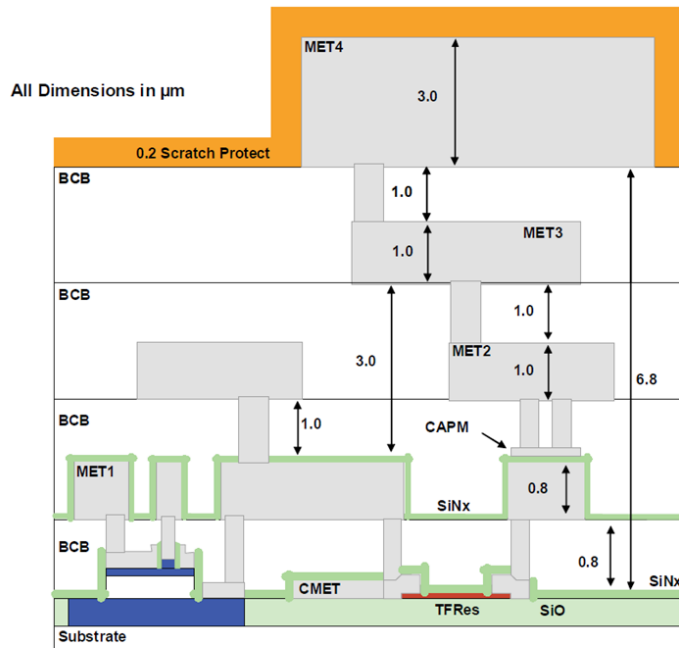 MET4
All Dimensions in µm
3.0
0.2 Scratch Protect
BCB
1.0
MET3
1.0
BCB
1.0
3.0
MET2
1.0
6.8
BCB
1.0
CAPM
MET1
0.8
SiNx
BCB
0.8
SiNx
CMET
TFRes
SiO
Substrate